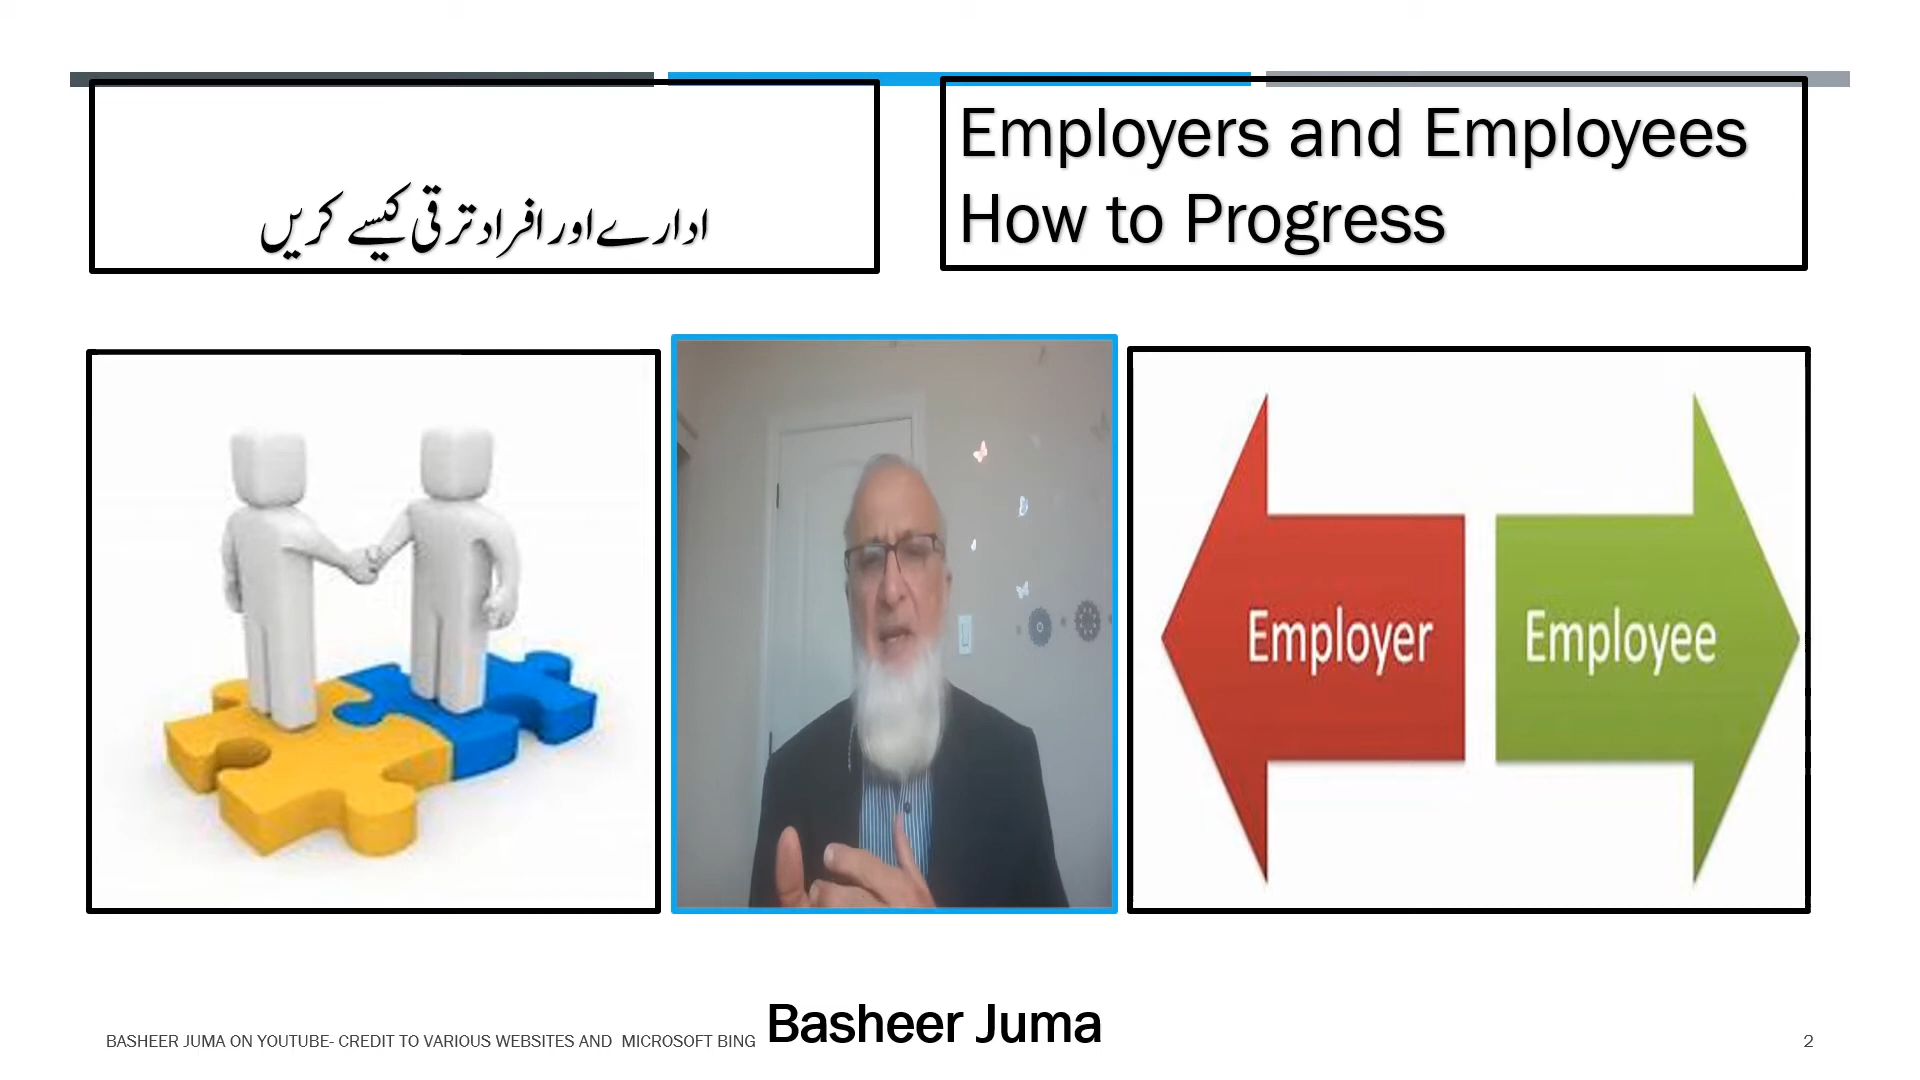 ادارے اور افراد ترقی کیسے کریں
Employers and Employees
How to Progress
Employer
Employee
Basheer Juma
BASHEER JUMA ON YOUTUBE- CREDIT TO VARIOUS WEBSITES AND MICROSOFT BING
2